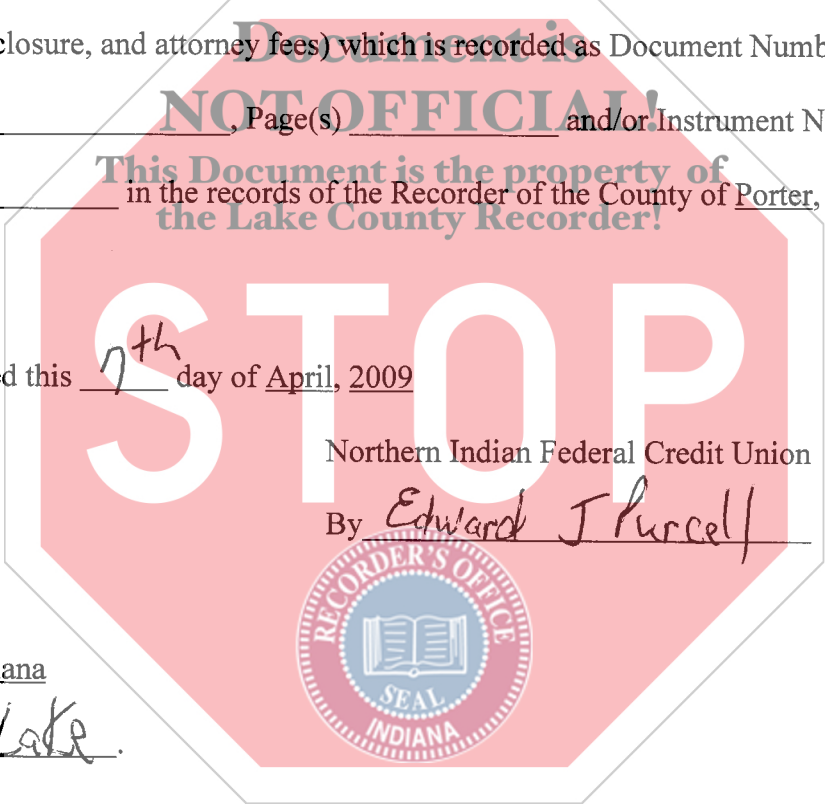 closure, and attorney fees) which is recorded as Document Numb
Document is
NOT OFFICIAL!
, Page(s) and/or Instrument N
This Document is the property of
in the records of the Recorder of the County of Porter,
the Lake County Recorder!
STOP
d this 7th day of April, 2009
Northern Indian Federal Credit Union
By Edward J Purcell
RECORDER'S OFFICE
SEAL
INDIANA
ana
Lake.